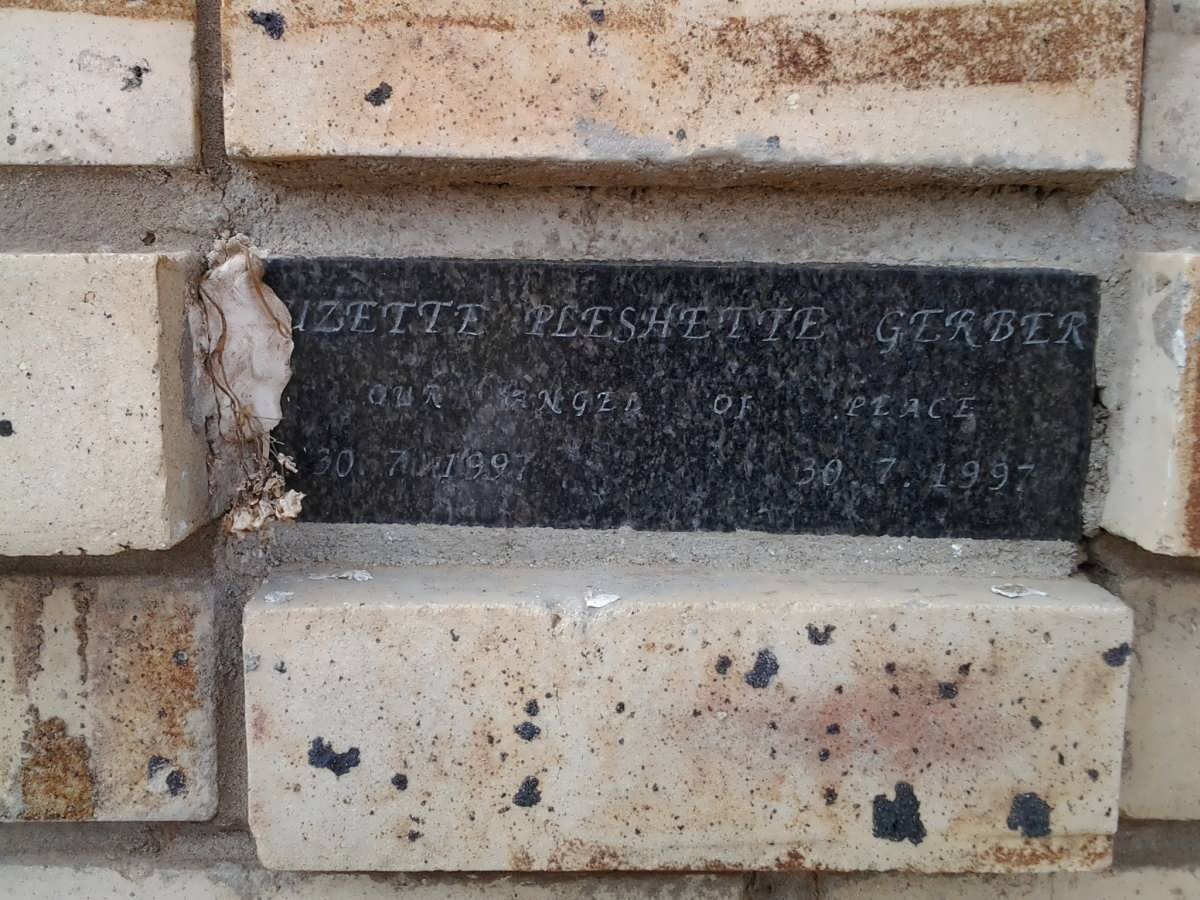 UZETTE PLESHETTE GERBER
OUR ANGEL OF PEACE
30.7.1997 30.7.1997